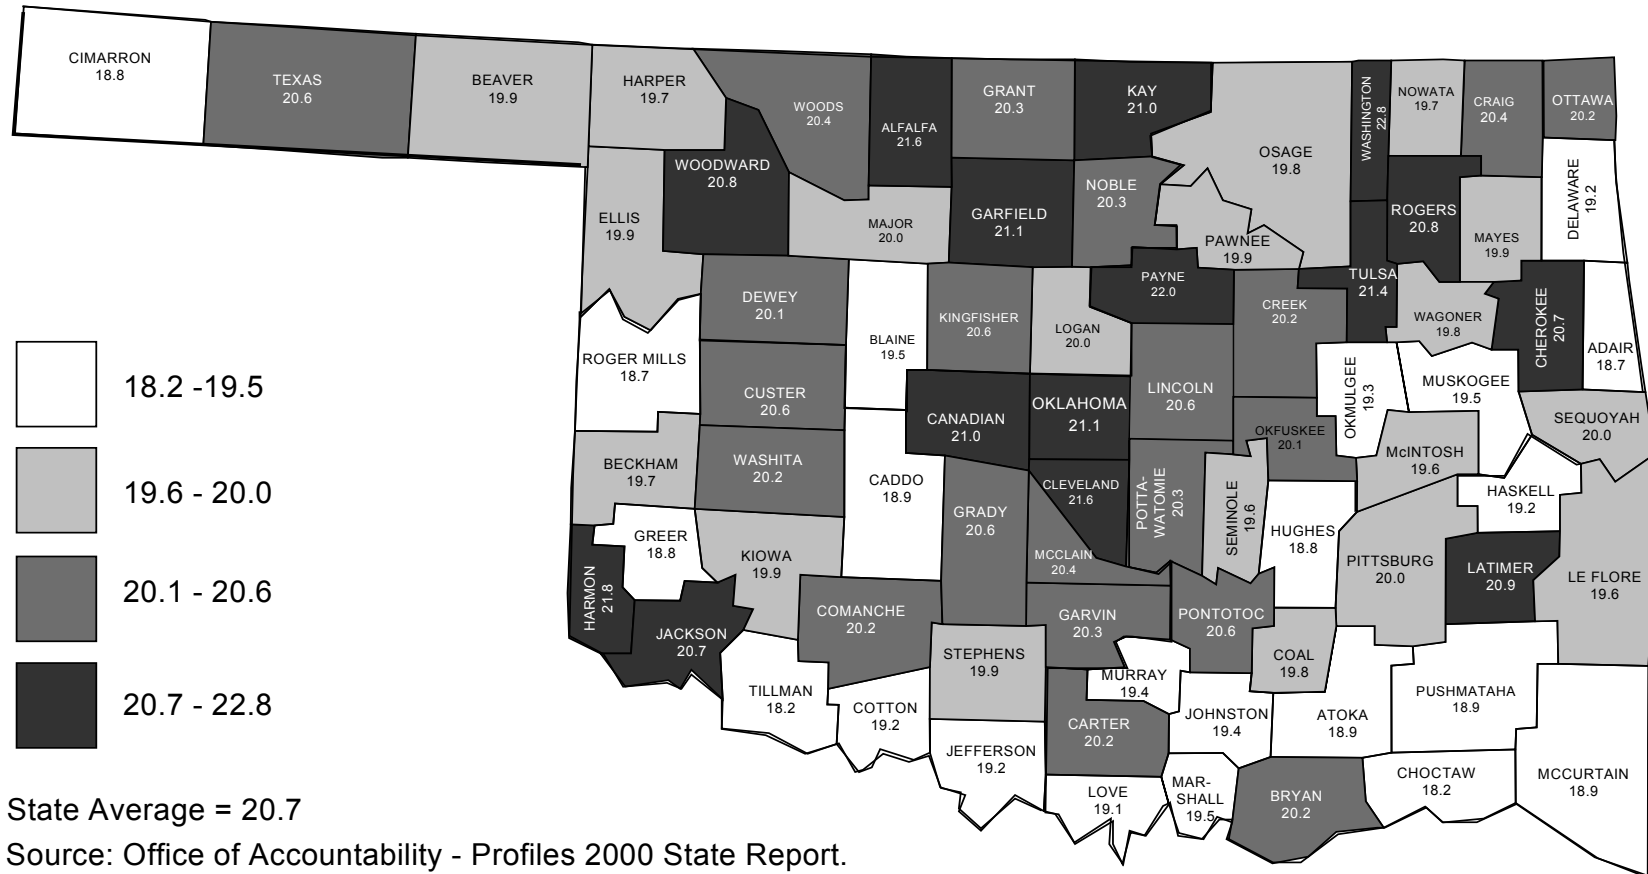 CIMARRON
18.8
TEXAS
20.6
BEAVER
19.9
HARPER
19.7
WOODS
20.4
ALFALFA
21.6
GRANT
20.3
KAY
21.0
OSAGE
19.8
WASHINGTON
22.8
NOWATA
19.7
CRAIG
20.4
OTTAWA
20.2
WOODWARD
20.8
ELLIS
19.9
MAJOR
20.0
GARFIELD
21.1
NOBLE
20.3
PAWNEE
19.9
ROGERS
20.8
MAYES
19.9
DELAWARE
19.2
DEWEY
20.1
BLAINE
19.5
KINGFISHER
20.6
LOGAN
20.0
PAYNE
22.0
CREEK
20.2
TULSA
21.4
WAGONER
19.8
CHEROKEE
20.7
ADAIR
18.7
ROGER MILLS
18.7
CUSTER
20.6
CANADIAN
21.0
OKLAHOMA
21.1
LINCOLN
20.6
OKFUSKEE
20.1
OKMULGEE
19.3
MUSKOGEE
19.5
SEQUOYAH
20.0
BECKHAM
19.7
WASHITA
20.2
CADDO
18.9
GRADY
20.6
CLEVELAND
21.6
POTTA-
WATOMIE
20.3
SEMINOLE
19.6
HUGHES
18.8
McINTOSH
19.6
HASKELL
19.2
GREER
18.8
KIOWA
19.9
MCCLAIN
20.4
PITTSBURG
20.0
LATIMER
20.9
LE FLORE
19.6
HARMON
21.8
JACKSON
20.7
COMANCHE
20.2
GARVIN
20.3
PONTOTOC
20.6
COAL
19.8
STEPHENS
19.9
MURRAY
19.4
TILLMAN
18.2
COTTON
19.2
CARTER
20.2
JOHNSTON
19.4
ATOKA
18.9
PUSHMATAHA
18.9
JEFFERSON
19.2
LOVE
19.1
MAR-
SHALL
19.5
BRYAN
20.2
CHOCTAW
18.2
MCCURTAIN
18.9
18.2 -19.5
19.6 - 20.0
20.1 - 20.6
20.7 - 22.8
State Average = 20.7
Source: Office of Accountability - Profiles 2000 State Report.